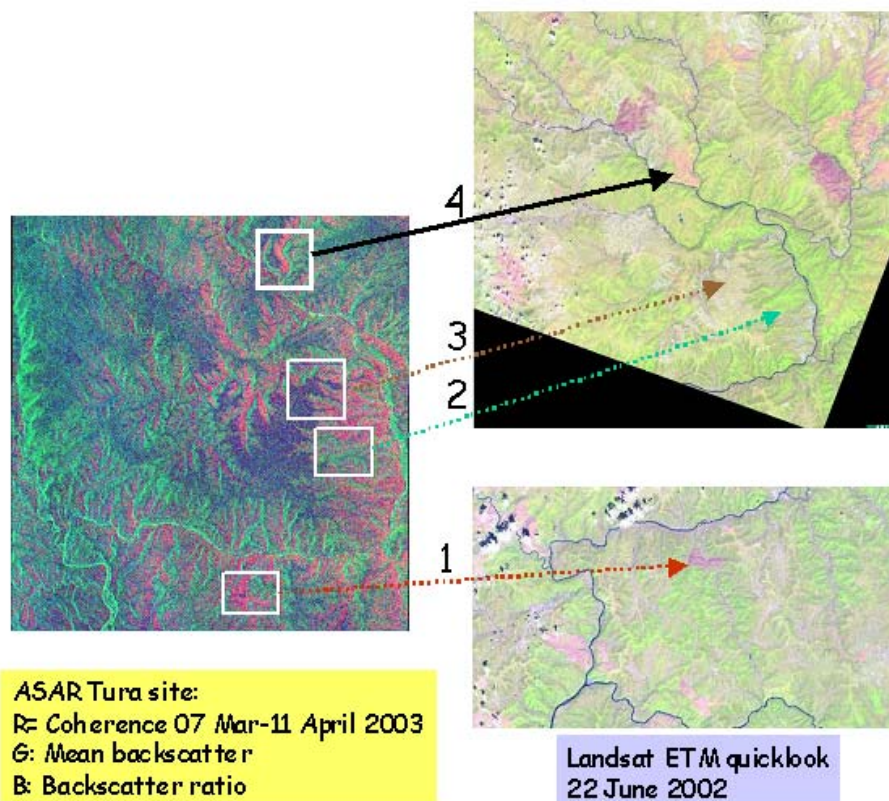 4
3
2
1
ASAR Tura site:
R= Coherence 07 Mar-11 April 2003
G: Mean backscatter
B: Backscatter ratio
Landsat ETM quicklook
22 June 2002